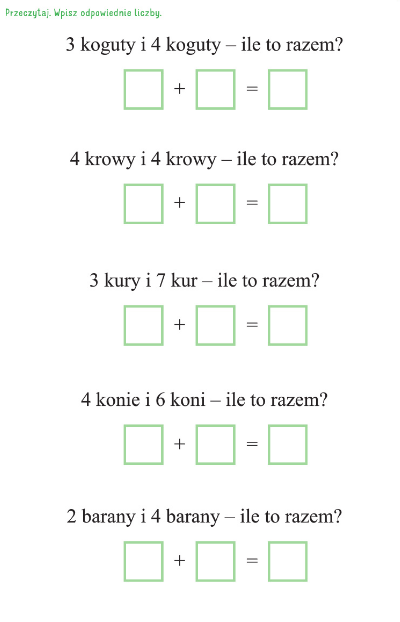 Przeczytaj. Wpisz odpowiednie liczby.
3 koguty i 4 koguty – ile to razem?
+ =
4 krowy i 4 krowy – ile to razem?
+ =
3 kury i 7 kur – ile to razem?
+ =
4 konie i 6 koni – ile to razem?
+ =
2 barany i 4 barany – ile to razem?
+ =